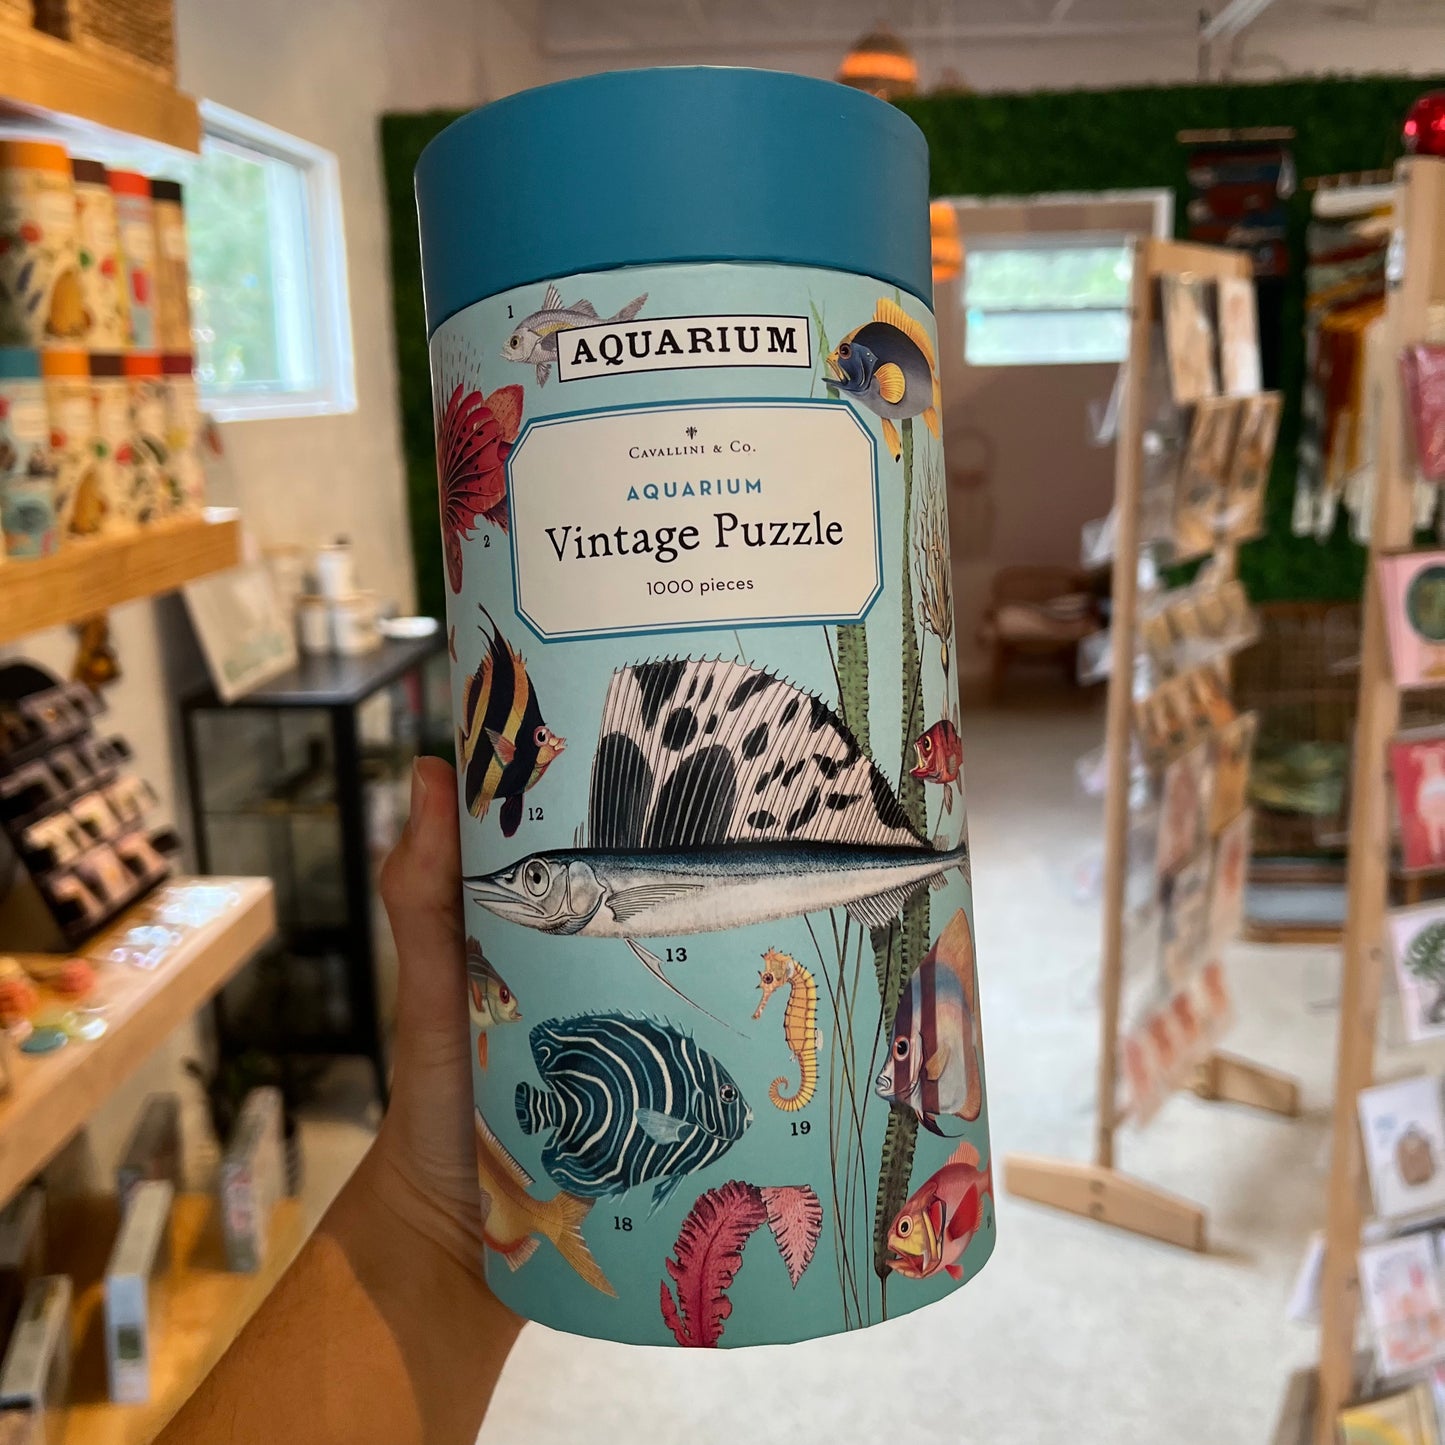 1
AQUARIUM
CAVALLINI & CO.
AQUARIUM
Vintage Puzzle
1000 pieces
2
12
13
19
18